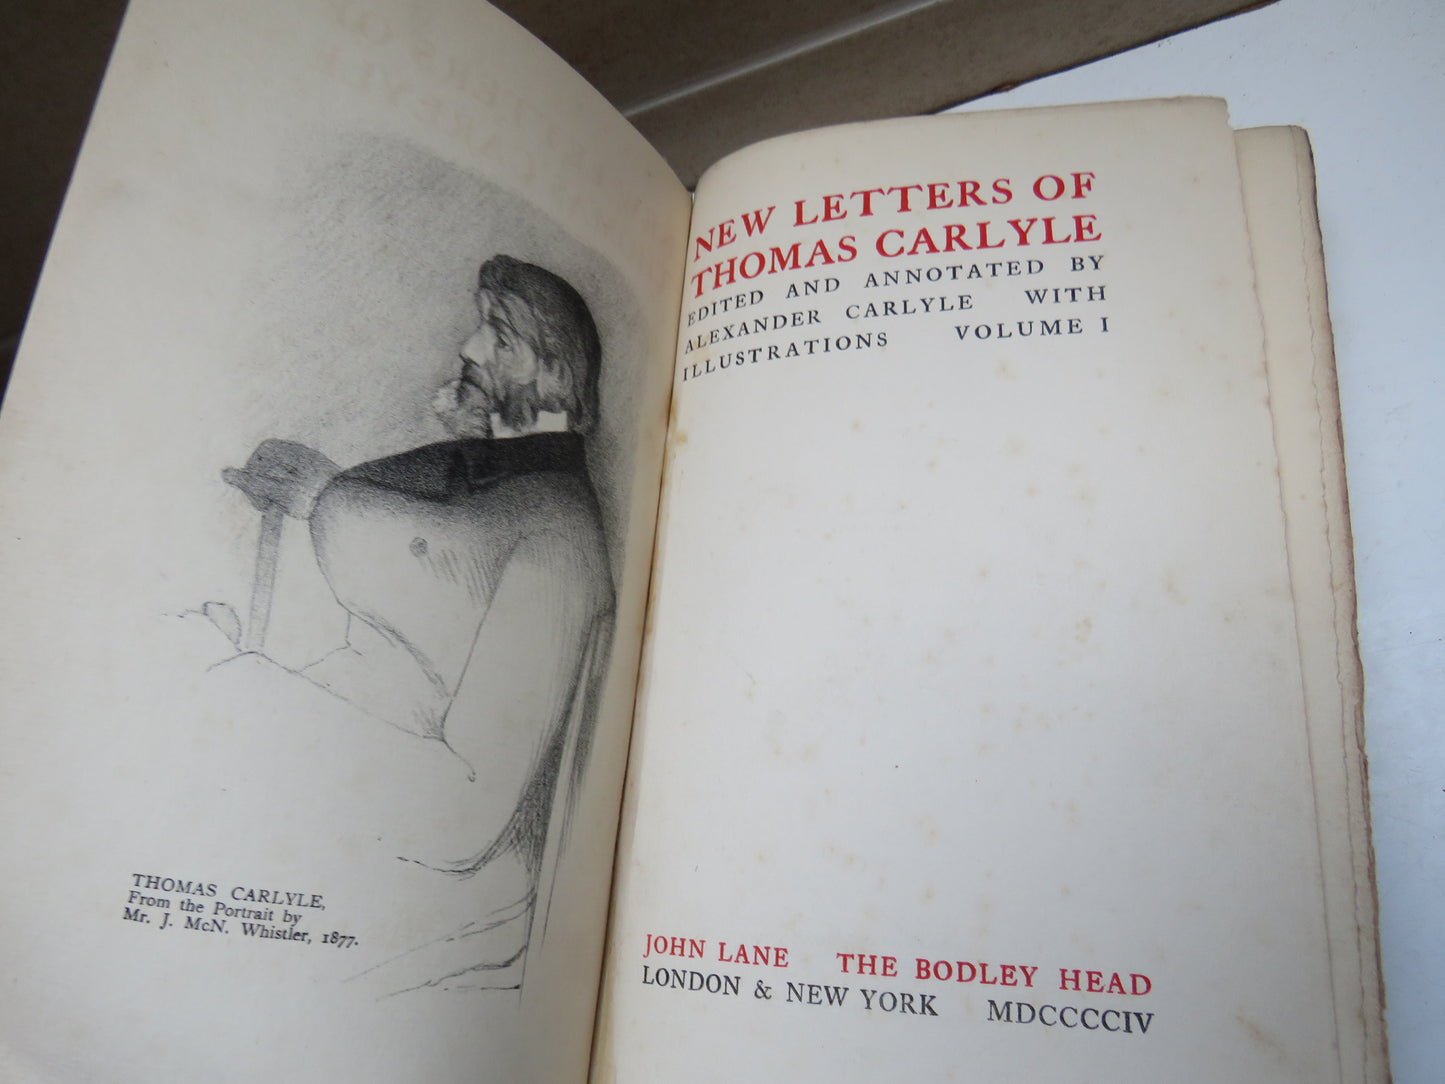 THOMAS CARLYLE,
From the Portrait by
Mr. J. McN. Whistler, 1877.
NEW LETTERS OF
THOMAS CARLYLE
EDITED AND ANNOTATED BY
ALEXANDER CARLYLE WITH
ILLUSTRATIONS VOLUME I
JOHN LANE THE BODLEY HEAD
LONDON & NEW YORK MDCCCCIV